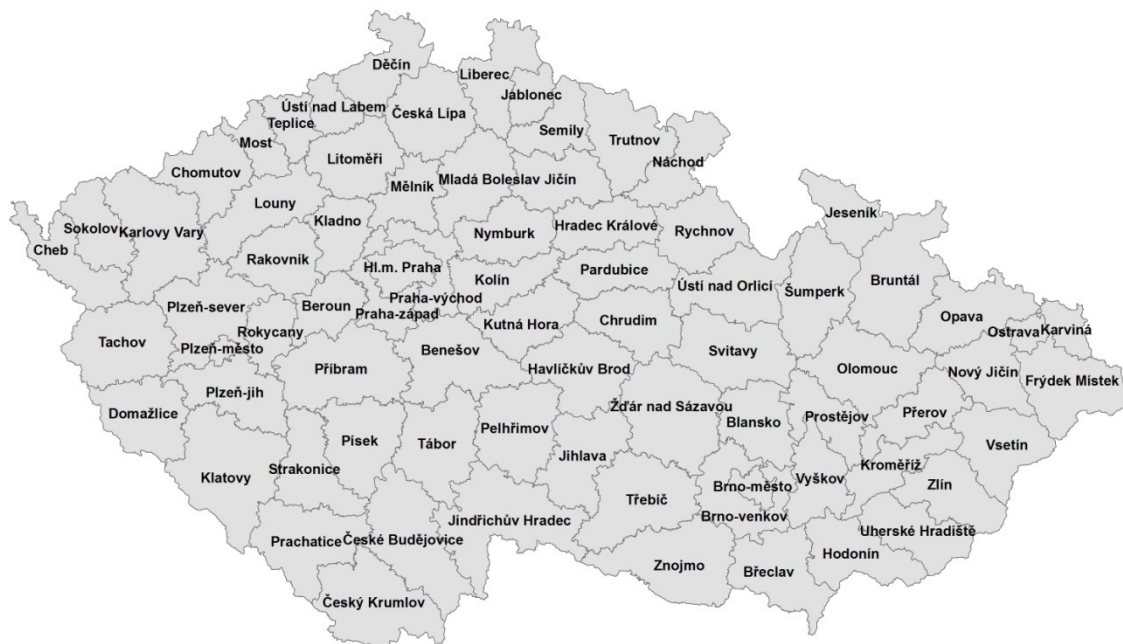 Děčín
Liberec
Jablonec
Ústí nad Labem
Česká Lípa
Teplice
Semily
Most
Litoměři
Trutnov
Náchod
Chomutov
Mělník
Mladá Boleslav
Jičín
Louny
Kladno
Jeseník
Sokolov
Karlovy Vary
Nymburk
Hradec Králové
Rychnov
Cheb
Rakovník
Hl.m. Praha
Kolín
Pardubice
Bruntál
Ústí nad Orlicí
Šumperk
Plzeň-sever
Beroun
Praha-východ
Praha-západ
Kutná Hora
Chrudim
Opava
Ostrava
Karviná
Rokycany
Tachov
Plzeň-město
Benešov
Svitavy
Příbram
Havlíčkův Brod
Olomouc
Nový Jičín
Frýdek Místek
Plzeň-jih
Domažlice
Žďár nad Sázavou
Blansko
Prostějov
Přerov
Pelhřimov
Písek
Tábor
Vsetín
Jihlava
Klatovy
Strakonice
Kroměříž
Vyškov
Brno-město
Zlín
Třebíč
Brno-venkov
Jindřichův Hradec
Uherské Hradiště
Prachatice
České Budějovice
Hodonín
Znojmo
Břeclav
Český Krumlov